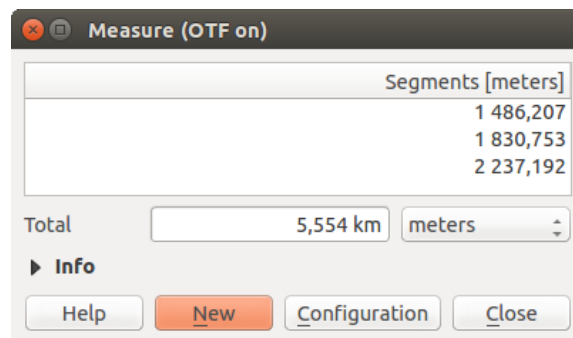 Measure (OTF on)
Segments [meters]
1 486,207
1 830,753
2 237,192
Total 5,554 km meters
Info
Help New Configuration Close